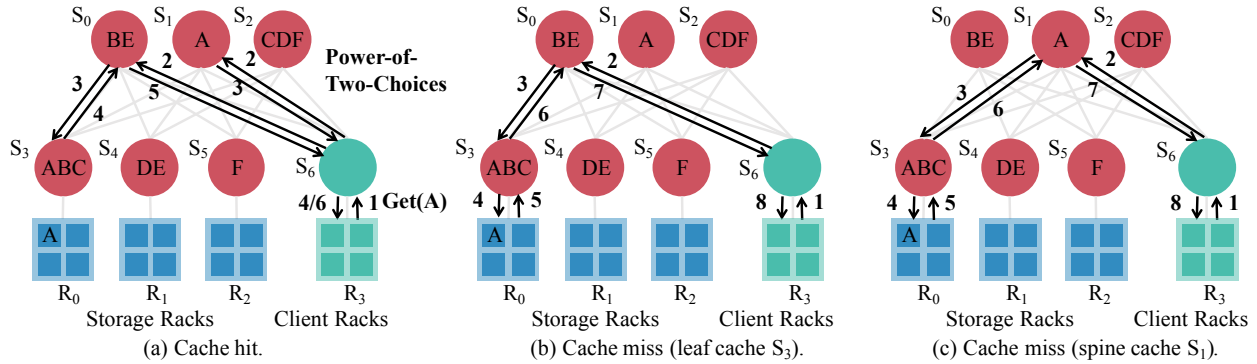 S0 S1 S2
BE A CDF
Power-of-
Two-Choices
2 2
3 5 3
4
S3 S4 S5 S6
ABC DE F
4/6 1 Get(A)
A
R0 R1 R2 R3
Storage Racks Client Racks
(a) Cache hit.
S0 S1 S2
BE A CDF
2
3 7
6
S3 S4 S5 S6
ABC DE F
4 5 8 1
A
R0 R1 R2 R3
Storage Racks Client Racks
(b) Cache miss (leaf cache S3).
S0 S1 S2
BE A CDF
2
3 7
6
S3 S4 S5 S6
ABC DE F
4 5 8 1
A
R0 R1 R2 R3
Storage Racks Client Racks
(c) Cache miss (spine cache S1).